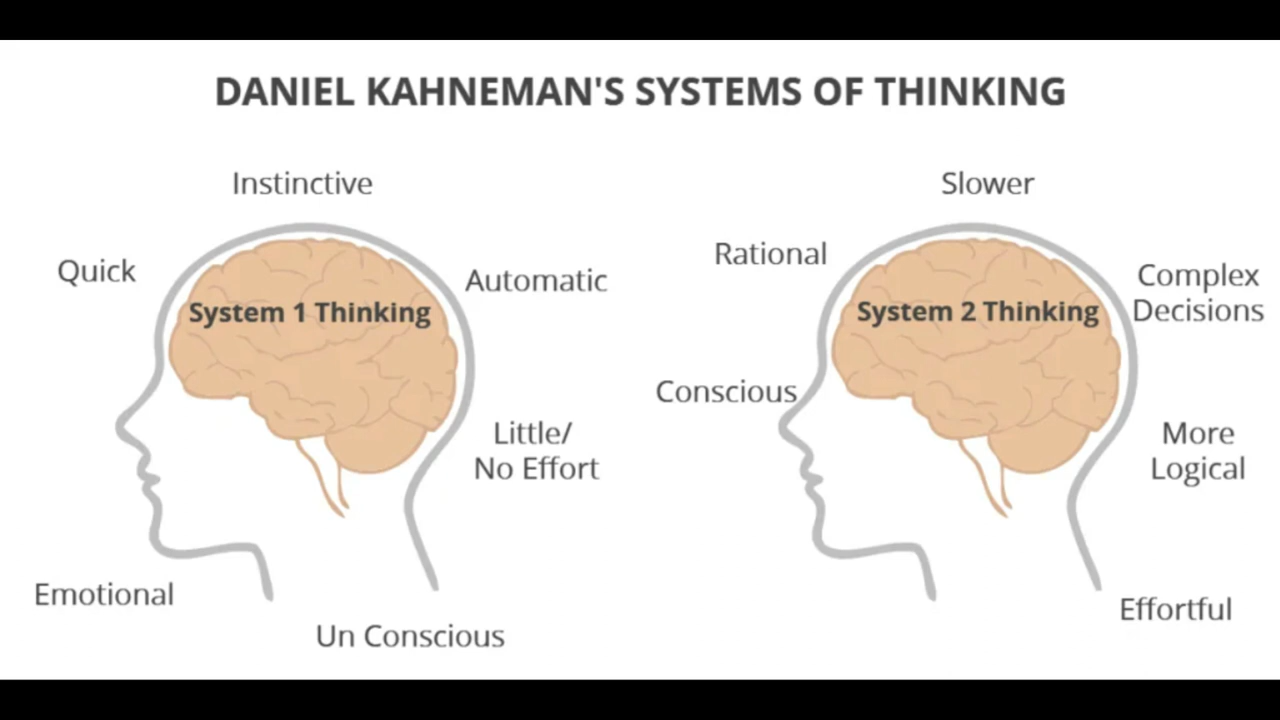 DANIEL KAHNEMAN'S SYSTEMS OF THINKING
Instinctive
Quick
Automatic
System 1 Thinking
Little/
No Effort
Emotional
Un Conscious
Slower
Rational
Complex
Decisions
System 2 Thinking
Conscious
More
Logical
Effortful